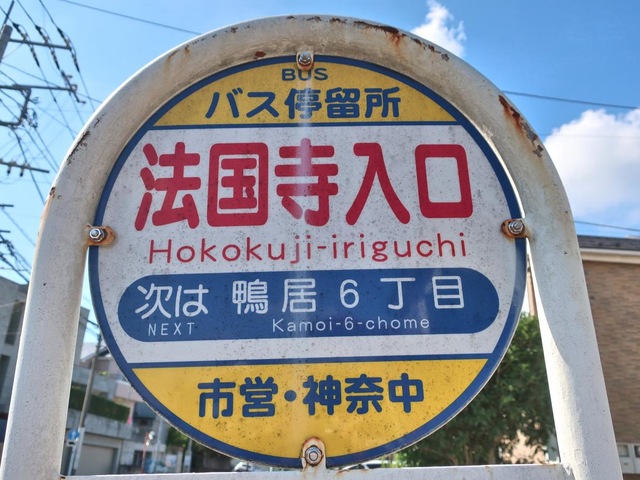 BUS
バス停留所
法国寺入口
Hokokuji-iriguchi
次は 鴨居6丁目
NEXT Kamoi-6-chome
市営・神奈中